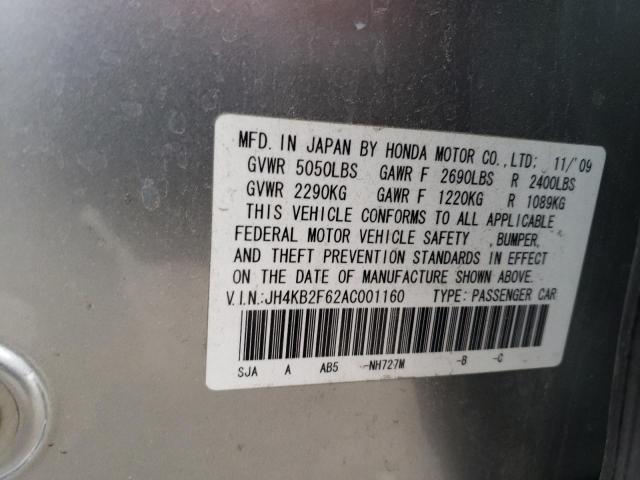 MFD. IN JAPAN BY HONDA MOTOR CO.,LTD: 11/'09
GVWR 5050LBS GAWR F 2690LBS R 2400LBS
GVWR 2290KG GAWR F 1220KG R 1089KG
THIS VEHICLE CONFORMS TO ALL APPLICABLE
FEDERAL MOTOR VEHICLE SAFETY ,BUMPER,
AND THEFT PREVENTION STANDARDS IN EFFECT
ON THE DATE OF MANUFACTURE SHOWN ABOVE.
V.I.N.:JH4KB2F62AC001160 TYPE: PASSENGER CAR
SJA A AB5 -NH727M -B -C